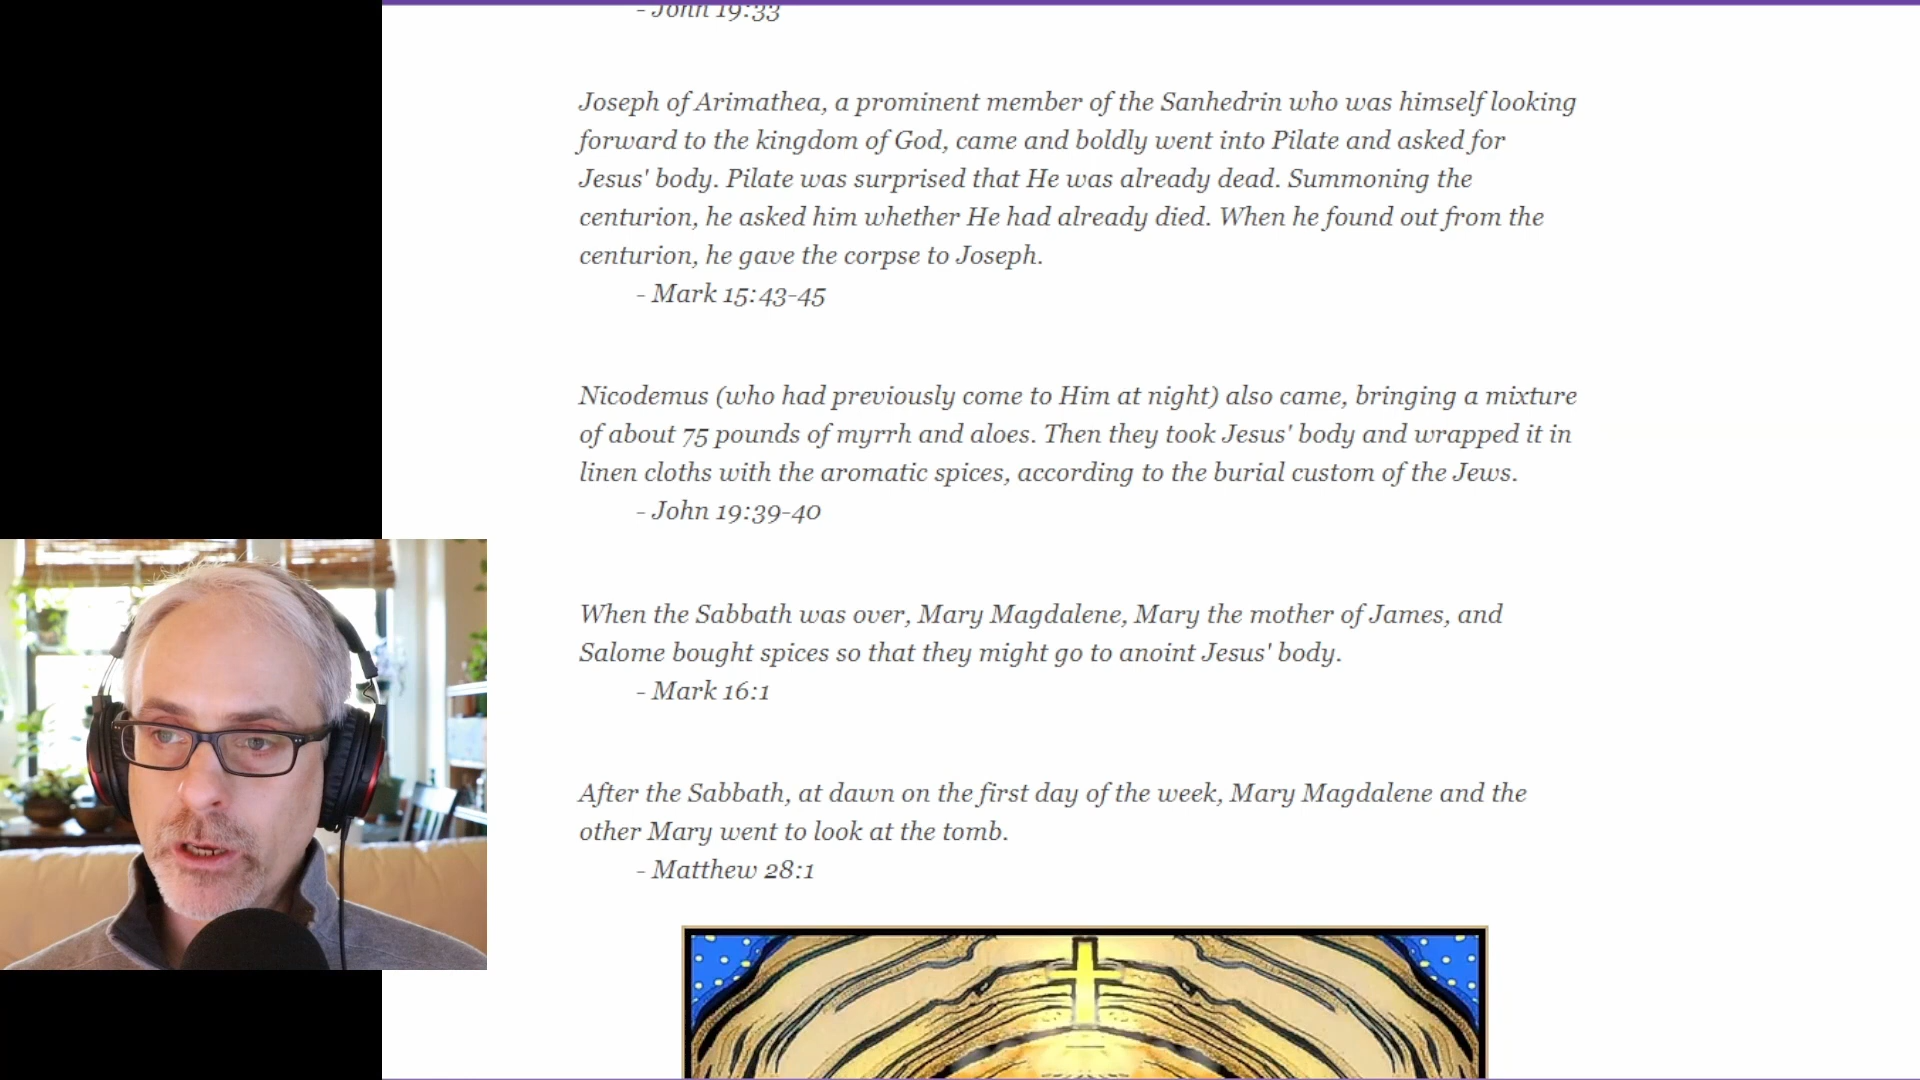 - John 19:33
Joseph of Arimathea, a prominent member of the Sanhedrin who was himself looking
forward to the kingdom of God, came and boldly went into Pilate and asked for
Jesus' body. Pilate was surprised that He was already dead. Summoning the
centurion, he asked him whether He had already died. When he found out from the
centurion, he gave the corpse to Joseph.
- Mark 15:43-45
Nicodemus (who had previously come to Him at night) also came, bringing a mixture
of about 75 pounds of myrrh and aloes. Then they took Jesus' body and wrapped it in
linen cloths with the aromatic spices, according to the burial custom of the Jews.
- John 19:39-40
When the Sabbath was over, Mary Magdalene, Mary the mother of James, and
Salome bought spices so that they might go to anoint Jesus' body.
- Mark 16:1
After the Sabbath, at dawn on the first day of the week, Mary Magdalene and the
other Mary went to look at the tomb.
- Matthew 28:1